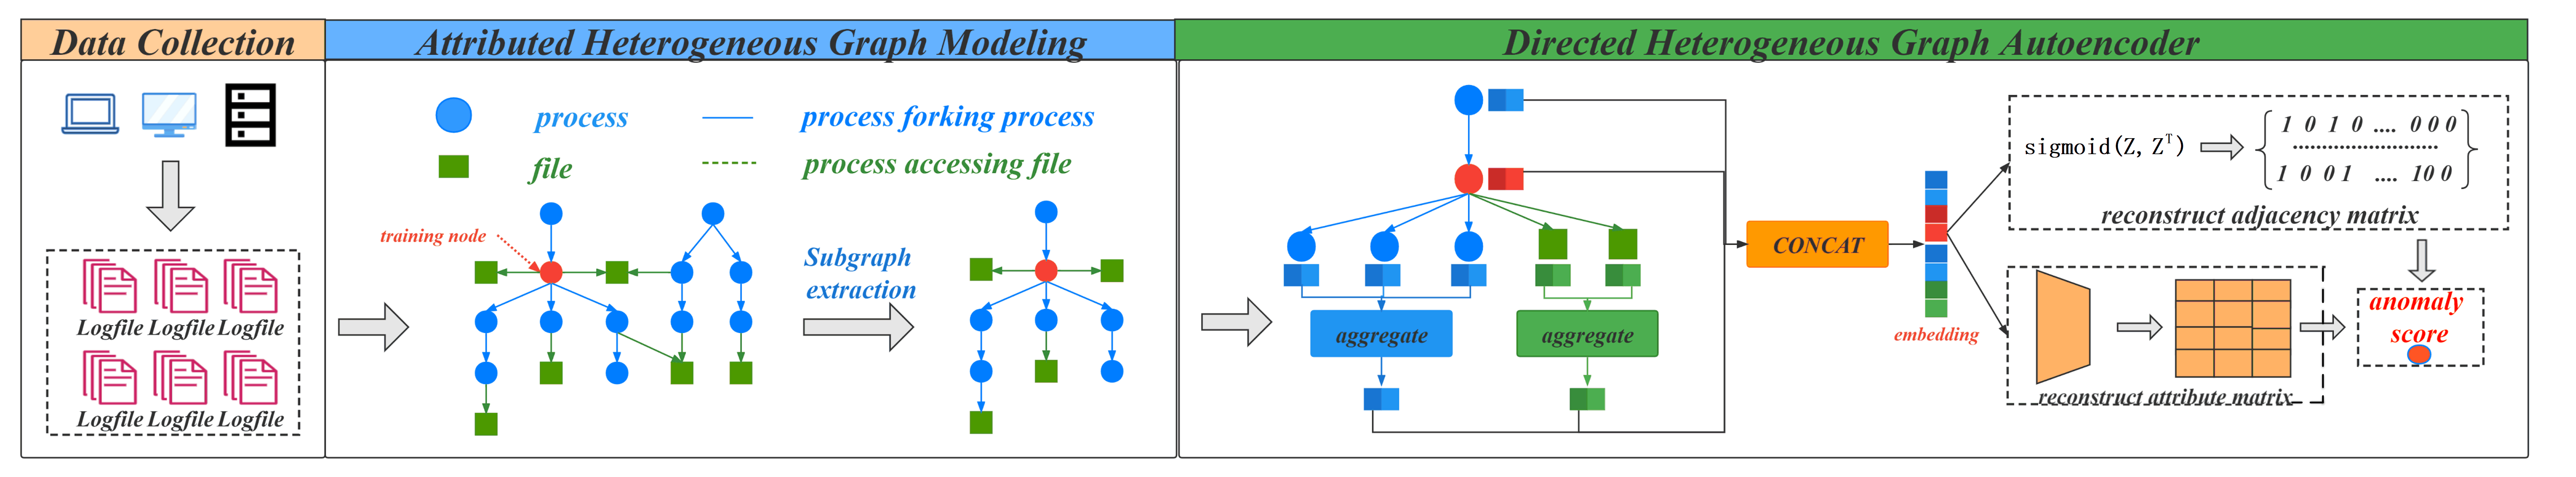 Data Collection
Attributed Heterogeneous Graph Modeling
Directed Heterogeneous Graph Autoencoder
Logfile Logfile Logfile
Logfile Logfile Logfile
process
process forking process
file
process accessing file
training node
Subgraph
extraction
aggregate
aggregate
CONCAT
embedding
sigmoid(Z, Zᵀ)
1 0 1 0 .... 0 0 0
........................
1 0 0 1 .... 1 0 0
reconstruct adjacency matrix
reconstruct attribute matrix
anomaly
score